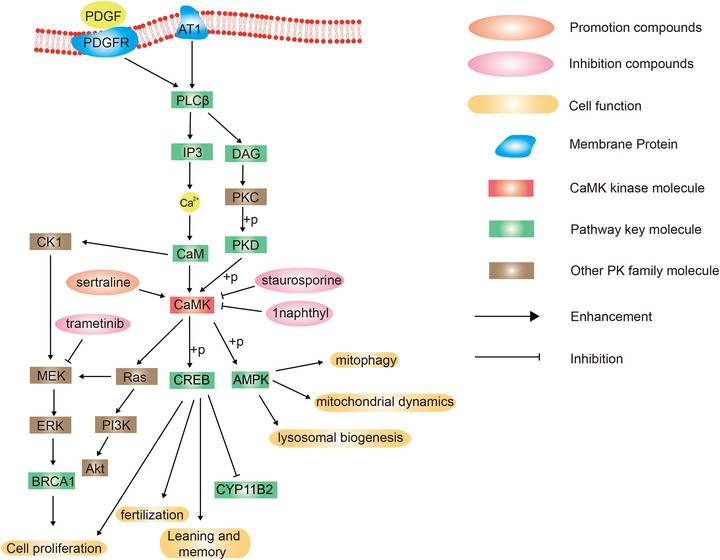 PDGF
PDGFR
AT1
PLCβ
IP3
DAG
Ca2+
PKC
+p
CK1
CaM
PKD
+p
sertraline
staurosporine
CaMK
1naphthyl
trametinib
+p
+p
MEK
Ras
CREB
AMPK
mitophagy
mitochondrial dynamics
lysosomal biogenesis
ERK
PI3K
Akt
BRCA1
CYP11B2
fertilization
Cell proliferation
Leaning and
memory
Promotion compounds
Inhibition compounds
Cell function
Membrane Protein
CaMK kinase molecule
Pathway key molecule
Other PK family molecule
Enhancement
Inhibition